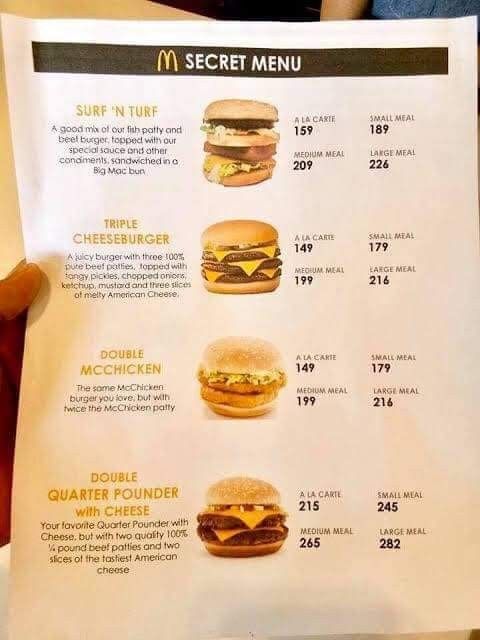 SECRET MENU
SURF 'N TURF
A good mix of our fish patty and
beef burger, topped with our
special sauce and other
condiments, sandwiched in a
Big Mac bun
A LA CARTE
159
SMALL MEAL
189
MEDIUM MEAL
209
LARGE MEAL
226
TRIPLE
CHEESEBURGER
A juicy burger with three 100%
pure beef patties, topped with
tangy pickles, chopped onions,
ketchup, mustard and three slices
of melty American Cheese.
A LA CARTE
149
SMALL MEAL
179
MEDIUM MEAL
199
LARGE MEAL
216
DOUBLE
MCCHICKEN
The same McChicken
burger you love, but with
twice the McChicken patty
A LA CARTE
149
SMALL MEAL
179
MEDIUM MEAL
199
LARGE MEAL
216
DOUBLE
QUARTER POUNDER
with CHEESE
Your favorite Quarter Pounder with
Cheese, but with two quality 100%
¼ pound beef patties and two
slices of the tastiest American
cheese
A LA CARTE
215
SMALL MEAL
245
MEDIUM MEAL
265
LARGE MEAL
282